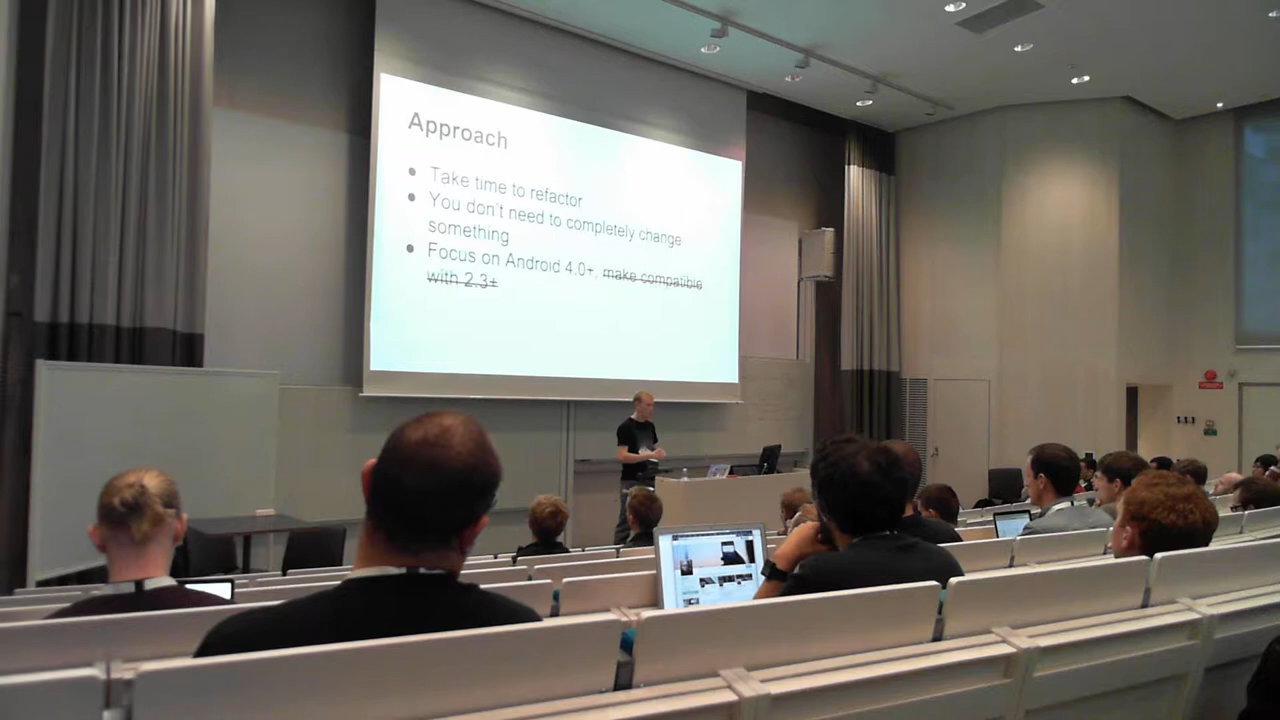 Approach
Take time to refactor
You don't need to completely change
something
Focus on Android 4.0+, make compatible
with 2.3+